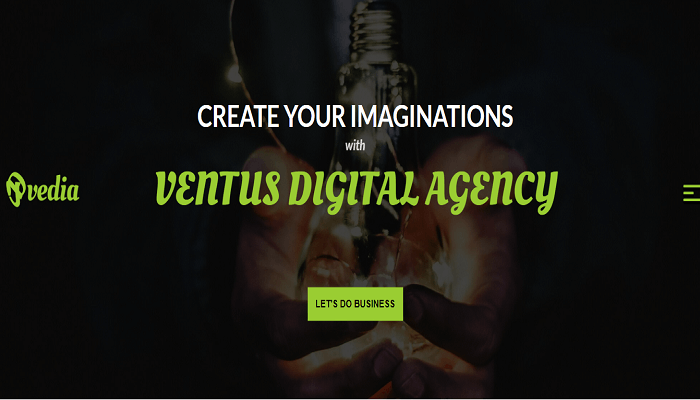 CREATE YOUR IMAGINATIONS
with
vedia
VENTUS DIGITAL AGENCY
LET'S DO BUSINESS